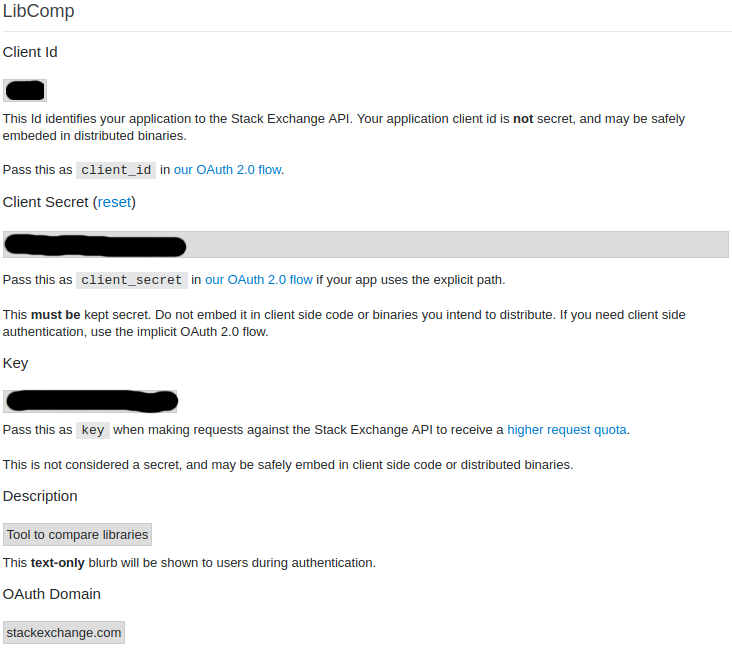 LibComp
Client Id
This Id identifies your application to the Stack Exchange API. Your application client id is not secret, and may be safely
embeded in distributed binaries.
Pass this as client_id in our OAuth 2.0 flow.
Client Secret (reset)
Pass this as client_secret in our OAuth 2.0 flow if your app uses the explicit path.
This must be kept secret. Do not embed it in client side code or binaries you intend to distribute. If you need client side
authentication, use the implicit OAuth 2.0 flow.
Key
Pass this as key when making requests against the Stack Exchange API to receive a higher request quota.
This is not considered a secret, and may be safely embed in client side code or distributed binaries.
Description
Tool to compare libraries
This text-only blurb will be shown to users during authentication.
OAuth Domain
stackexchange.com